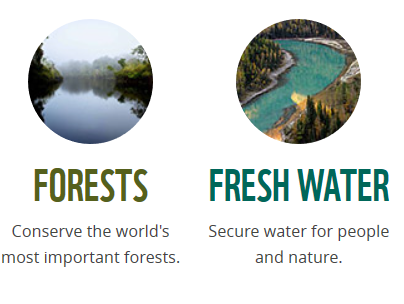 FORESTS
Conserve the world's
most important forests.
FRESH WATER
Secure water for people
and nature.